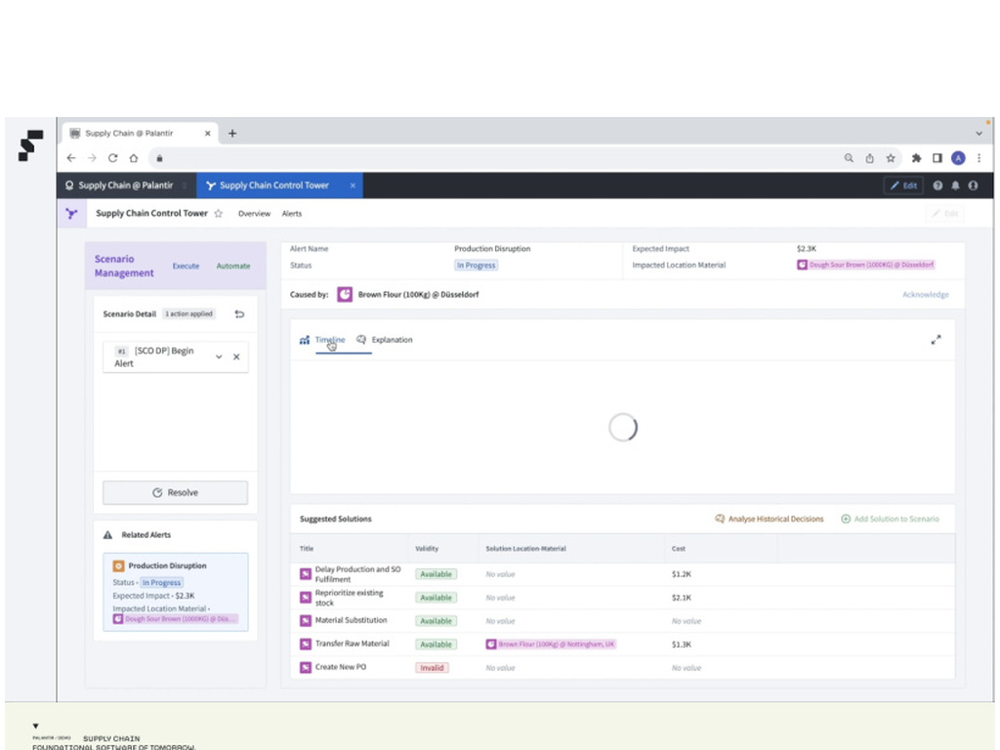 Supply Chain @ Palantir
Supply Chain @ Palantir
Supply Chain Control Tower
Edit
A
Supply Chain Control Tower
Overview
Alerts
Edit
Scenario Management
Execute
Automate
Scenario Detail
1 action applied
#1 [SCO DP] Begin
Alert
Resolve
Related Alerts
Production Disruption
Status • In Progress
Expected Impact • $2.3K
Impacted Location Material •
Dough Sour Brown (1000KG) @ Düs...
Alert Name
Production Disruption
Expected Impact
$2.3K
Status
In Progress
Impacted Location Material
Dough Sour Brown (1000KG) @ Düsseldorf
Caused by:
Brown Flour (100Kg) @ Düsseldorf
Acknowledge
Timeline
Explanation
Suggested Solutions
Analyse Historical Decisions
Add Solution to Scenario
Title
Validity
Solution Location-Material
Cost
Delay Production and SO
Fulfilment
Available
No value
$1.2K
Reprioritize existing
stock
Available
No value
$2.1K
Material Substitution
Available
No value
No value
Transfer Raw Material
Available
Brown Flour (100Kg) @ Nottingham, UK
$1.3K
Create New PO
Invalid
No value
No value
PALANTIR / DEMO
SUPPLY CHAIN
FOUNDATIONAL SOFTWARE OF TOMORROW.